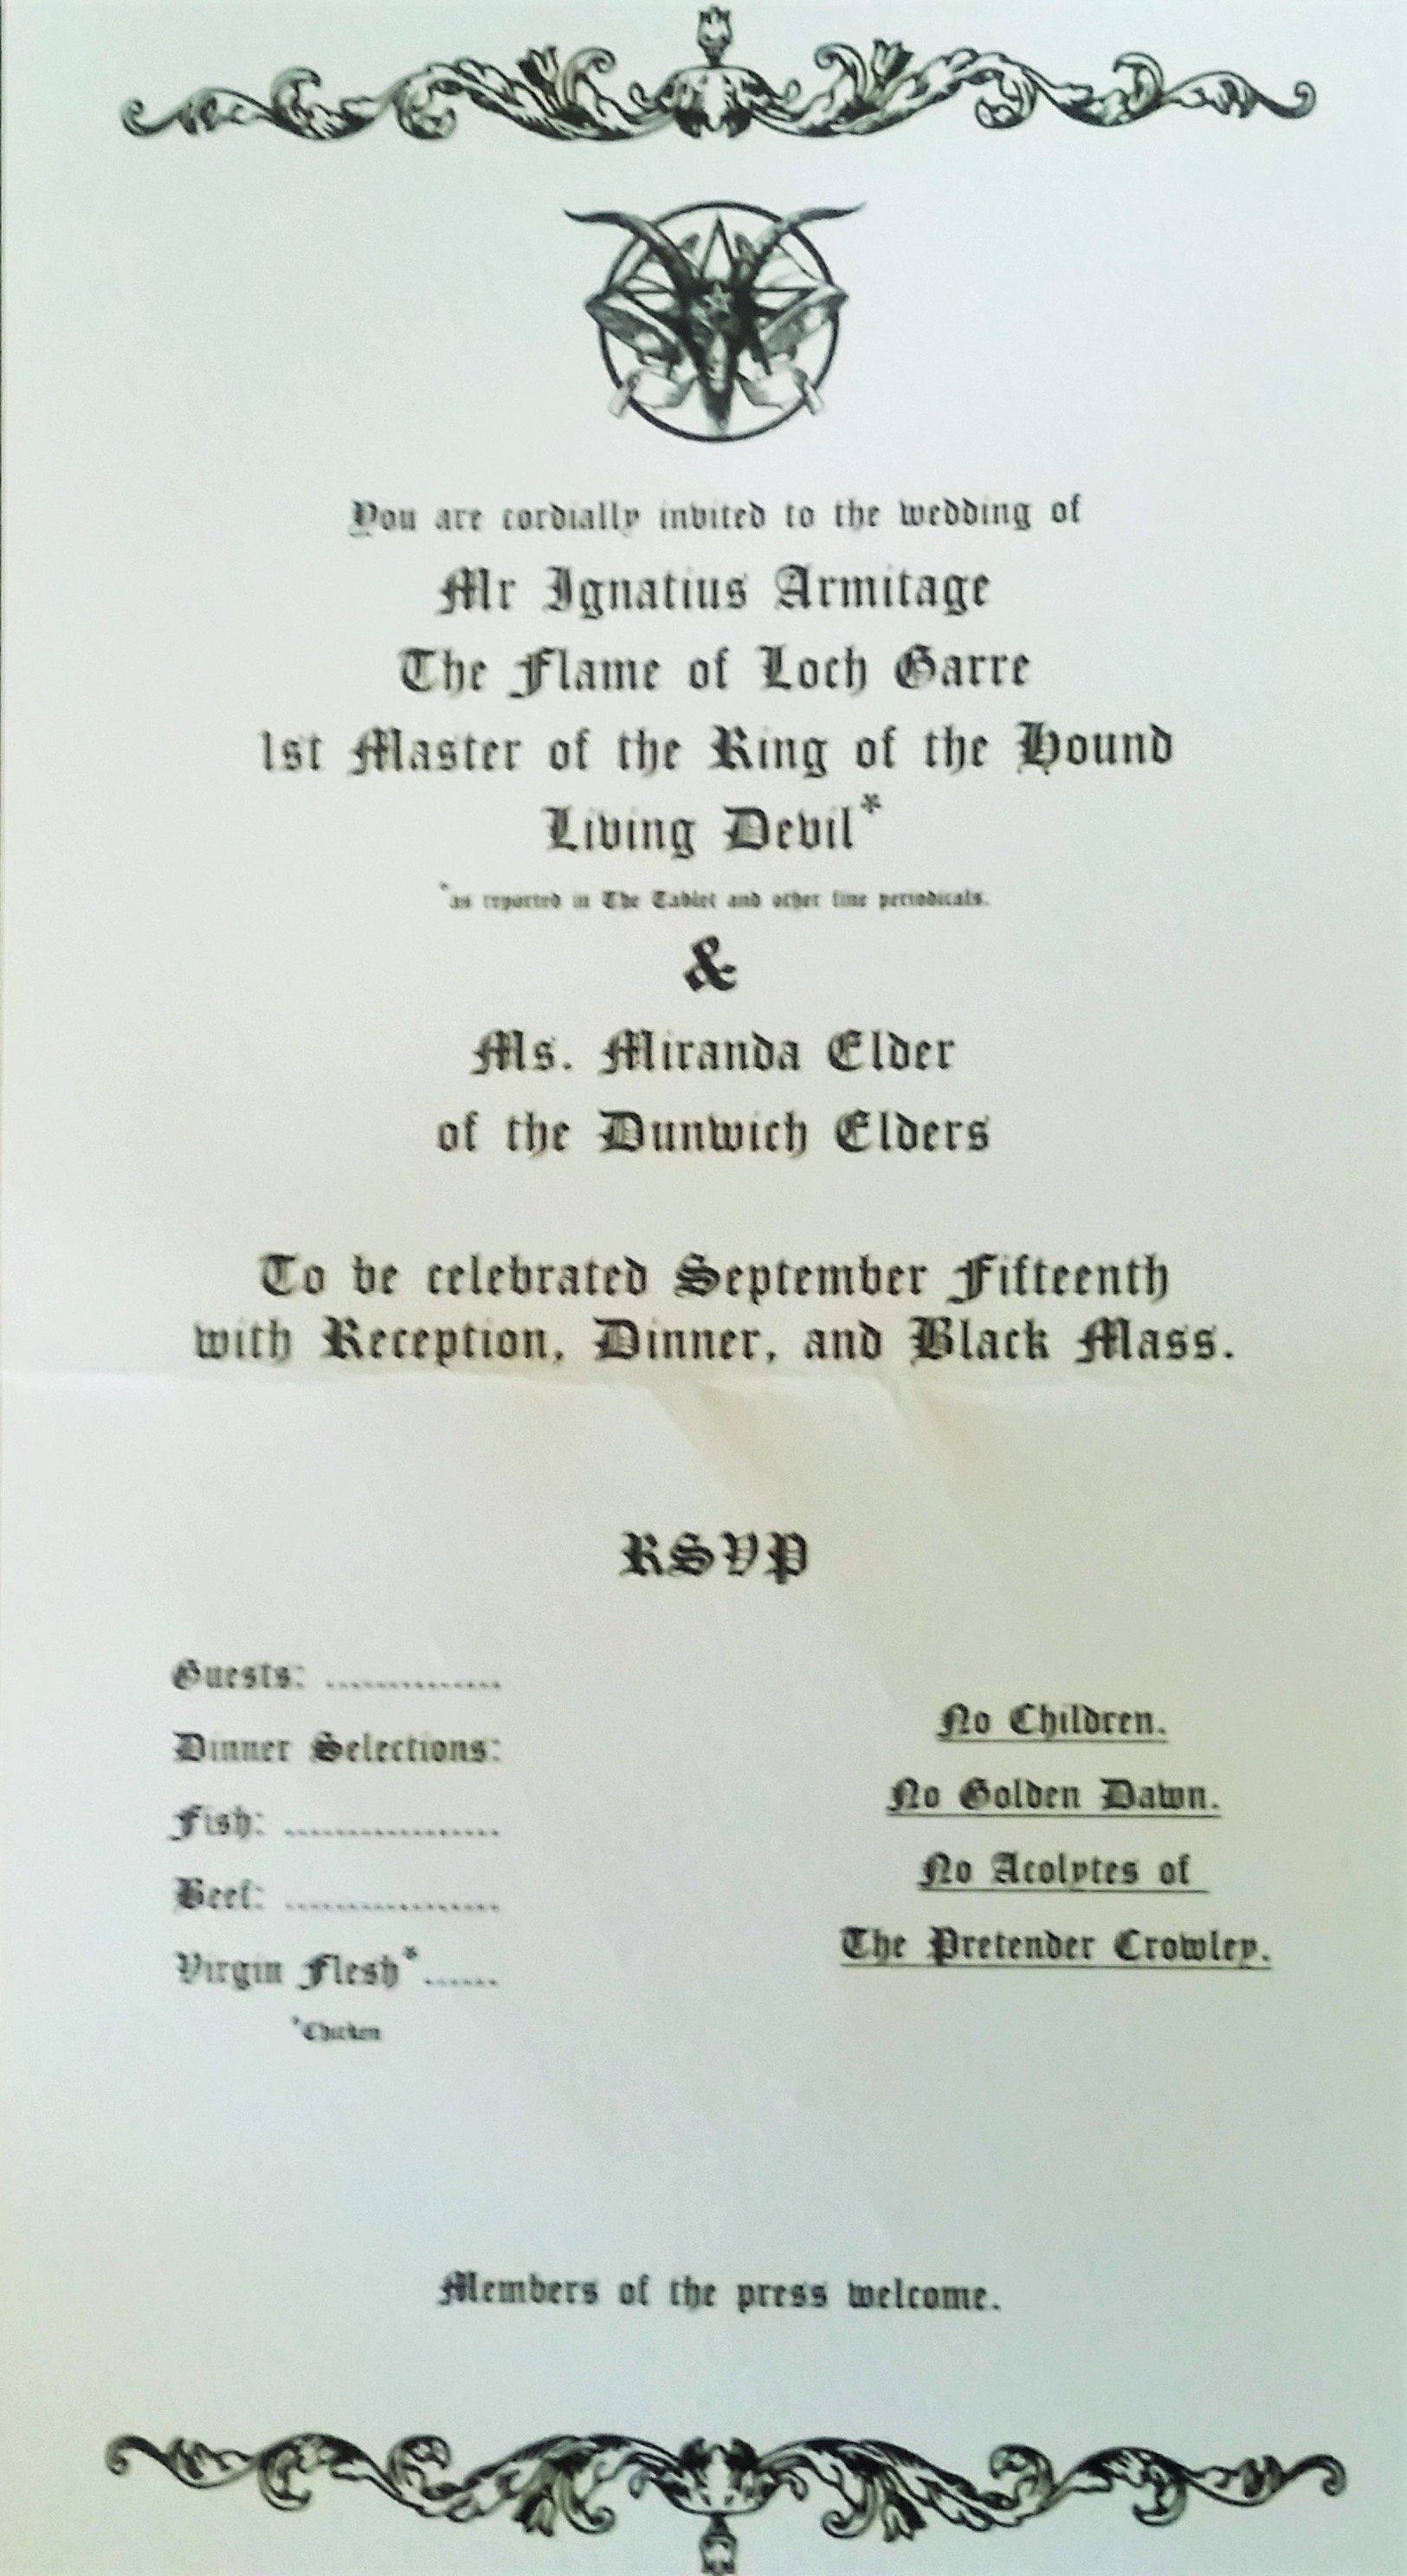 You are cordially invited to the wedding of
Mr Ignatius Armitage
The Flame of Loch Garre
1st Master of the Ring of the Hound
Living Devil*
*as reported in The Tablet and other fine periodicals.
&
Ms. Miranda Elder
of the Dunwich Elders
To be celebrated September Fifteenth
with Reception, Dinner, and Black Mass.
RSVP
Guests: ..............
Dinner Selections:
Fish: .................
Beef: .................
Virgin Flesh*......
*Chicken
No Children.
No Golden Dawn.
No Acolytes of
The Pretender Crowley.
Members of the press welcome.